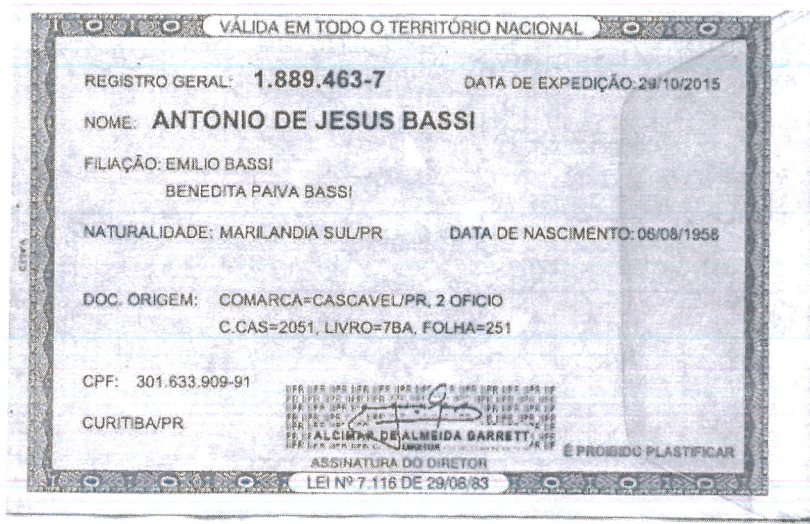 VÁLIDA EM TODO O TERRITÓRIO NACIONAL
REGISTRO GERAL: 1.889.463-7 DATA DE EXPEDIÇÃO: 29/10/2015
NOME: ANTONIO DE JESUS BASSI
FILIAÇÃO: EMILIO BASSI
BENEDITA PAIVA BASSI
NATURALIDADE: MARILANDIA SUL/PR DATA DE NASCIMENTO: 06/08/1956
DOC. ORIGEM: COMARCA=CASCAVEL/PR, 2 OFICIO
C.CAS=2051, LIVRO=7BA, FOLHA=251
CPF: 301.633.909-91
CURITIBA/PR
ALCIMAR DE ALMEIDA GARRETT
DIRETOR
ASSINATURA DO DIRETOR
É PROIBIDO PLASTIFICAR
LEI Nº 7.116 DE 29/08/83